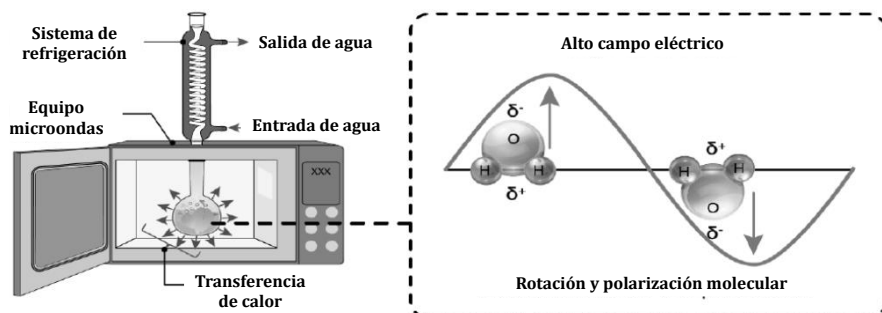 Sistema de
refrigeración
Salida de agua
Equipo
microondas
Entrada de agua
XXX
Transferencia
de calor
Alto campo eléctrico
δ-
O
H
H
δ+
δ+
H
H
O
δ-
Rotación y polarización molecular